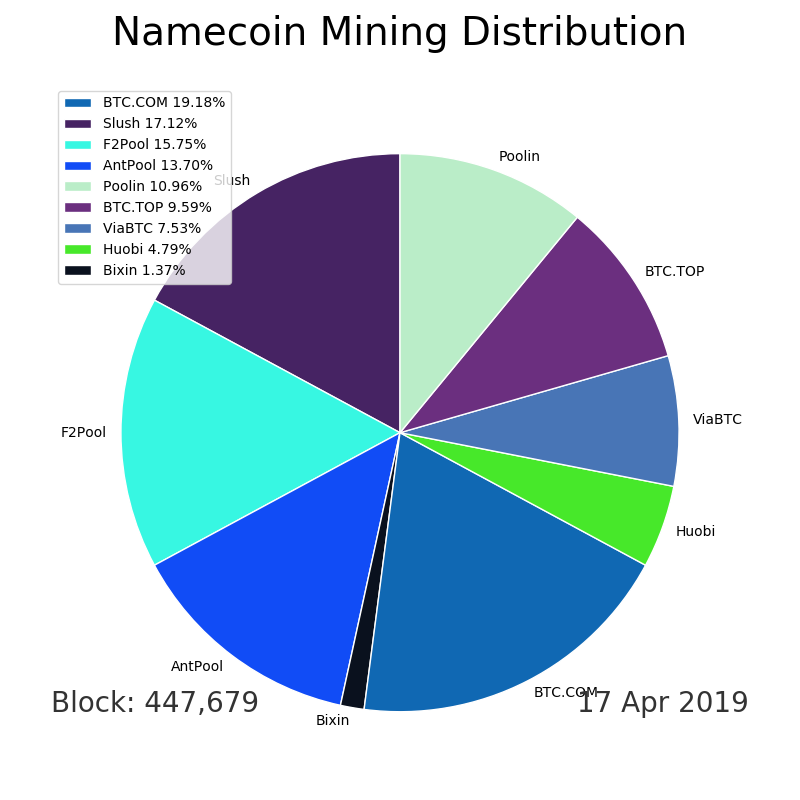 Namecoin Mining Distribution
BTC.COM 19.18%
Slush 17.12%
F2Pool 15.75%
AntPool 13.70%
Poolin 10.96%
BTC.TOP 9.59%
ViaBTC 7.53%
Huobi 4.79%
Bixin 1.37%
Poolin
Slush
BTC.TOP
ViaBTC
F2Pool
Huobi
AntPool
BTC.COM
Bixin
Block: 447,679
17 Apr 2019